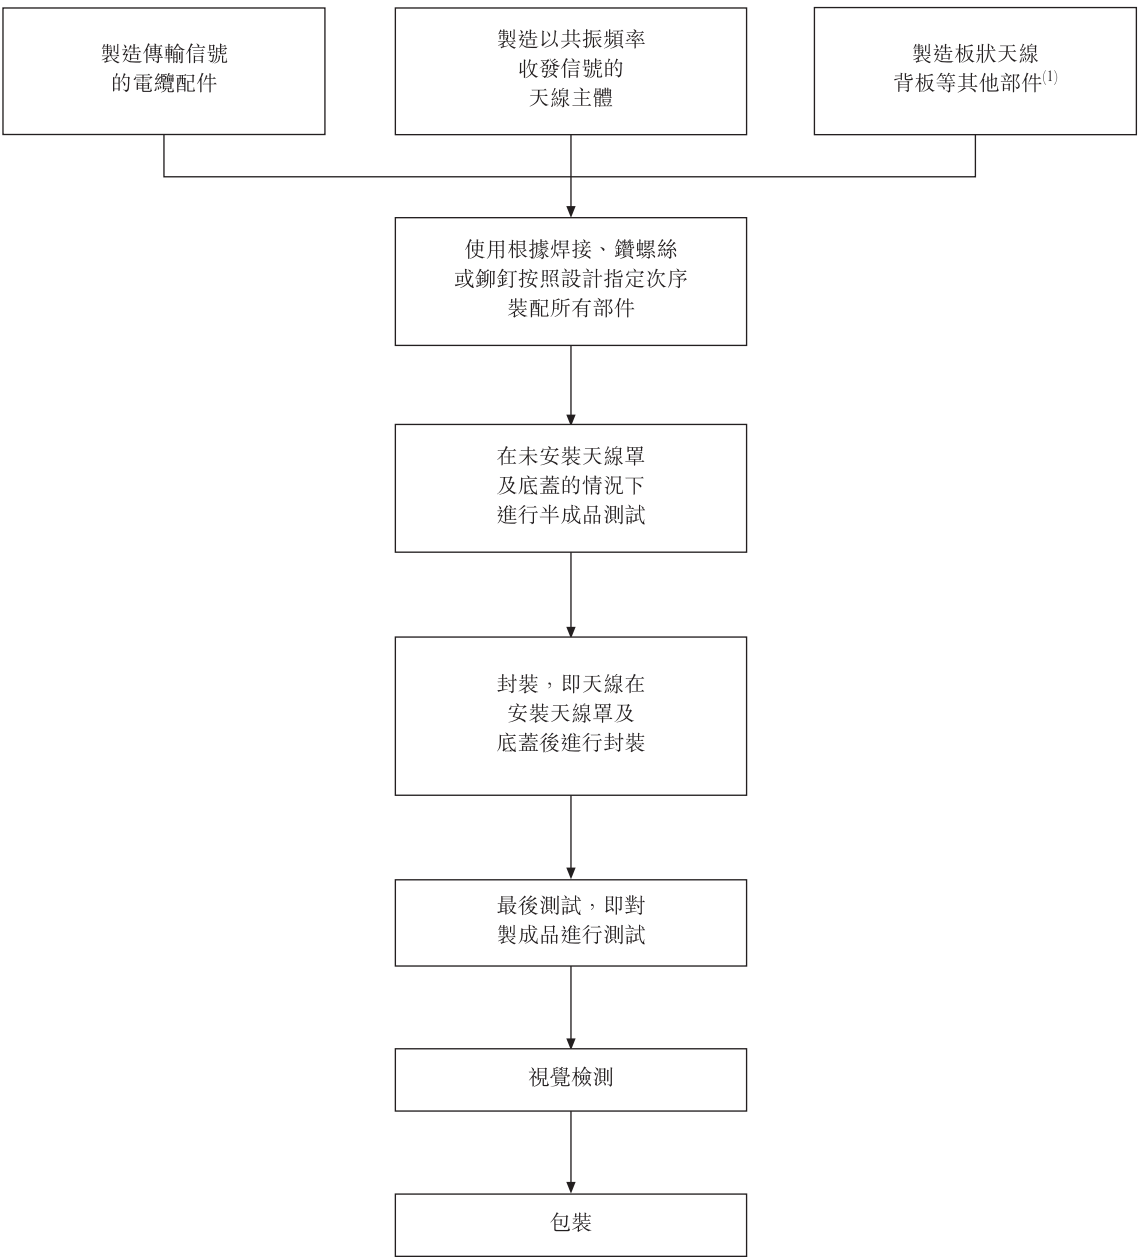 製造傳輸信號
的電纜配件
製造以共振頻率
收發信號的
天線主體
製造板狀天線
背板等其他部件(1)
使用根據焊接、鑽螺絲
或鉚釘按照設計指定次序
裝配所有部件
在未安裝天線罩
及底蓋的情況下
進行半成品測試
封裝，即天線在
安裝天線罩及
底蓋後進行封裝
最後測試，即對
製成品進行測試
視覺檢測
包裝